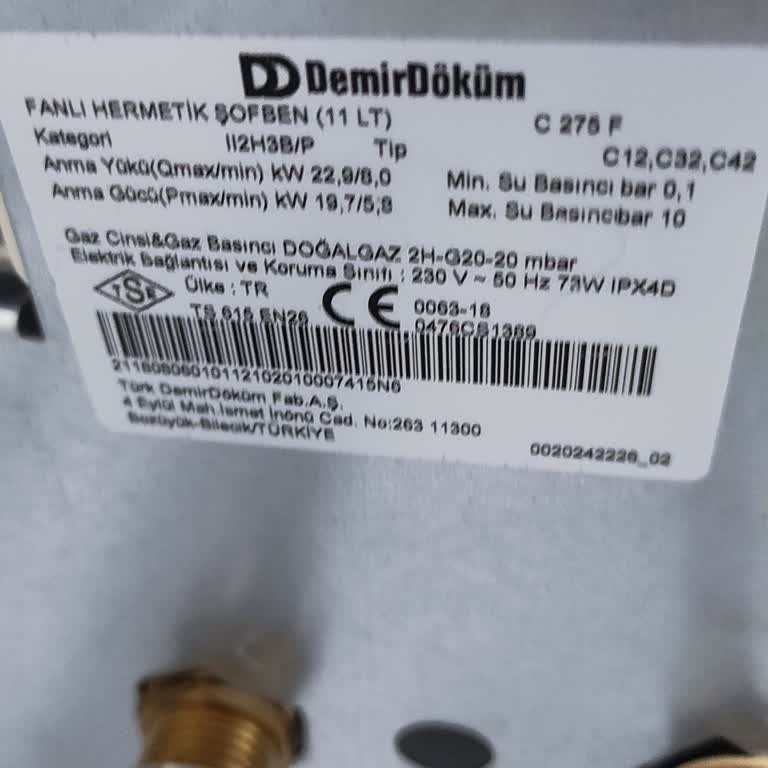 DD DemirDöküm
FANLI HERMETİK ŞOFBEN (11 LT) C 275 F
Kategori II2H3B/P Tip C12,C32,C42
Anma Yükü(Qmax/min) kW 22,9/8,0 Min. Su Basıncı bar 0,1
Anma Gücü(Pmax/min) kW 19,7/5,8 Max. Su Basıncıbar 10
Gaz Cinsi&Gaz Basıncı DOĞALGAZ 2H-G20-20 mbar
Elektrik Bağlantısı ve Koruma Sınıfı : 230 V ~ 50 Hz 73W IPX4D
TSE Ülke : TR CE 0063-18
TS 615 EN26 0476CS1389
21160806010112102010007415N6
Türk DemirDöküm Fab.A.Ş.
4 Eylül Mah.İsmet İnönü Cad. No:263 11300
Bozüyük-Bilecik/TÜRKİYE 0020242226_02